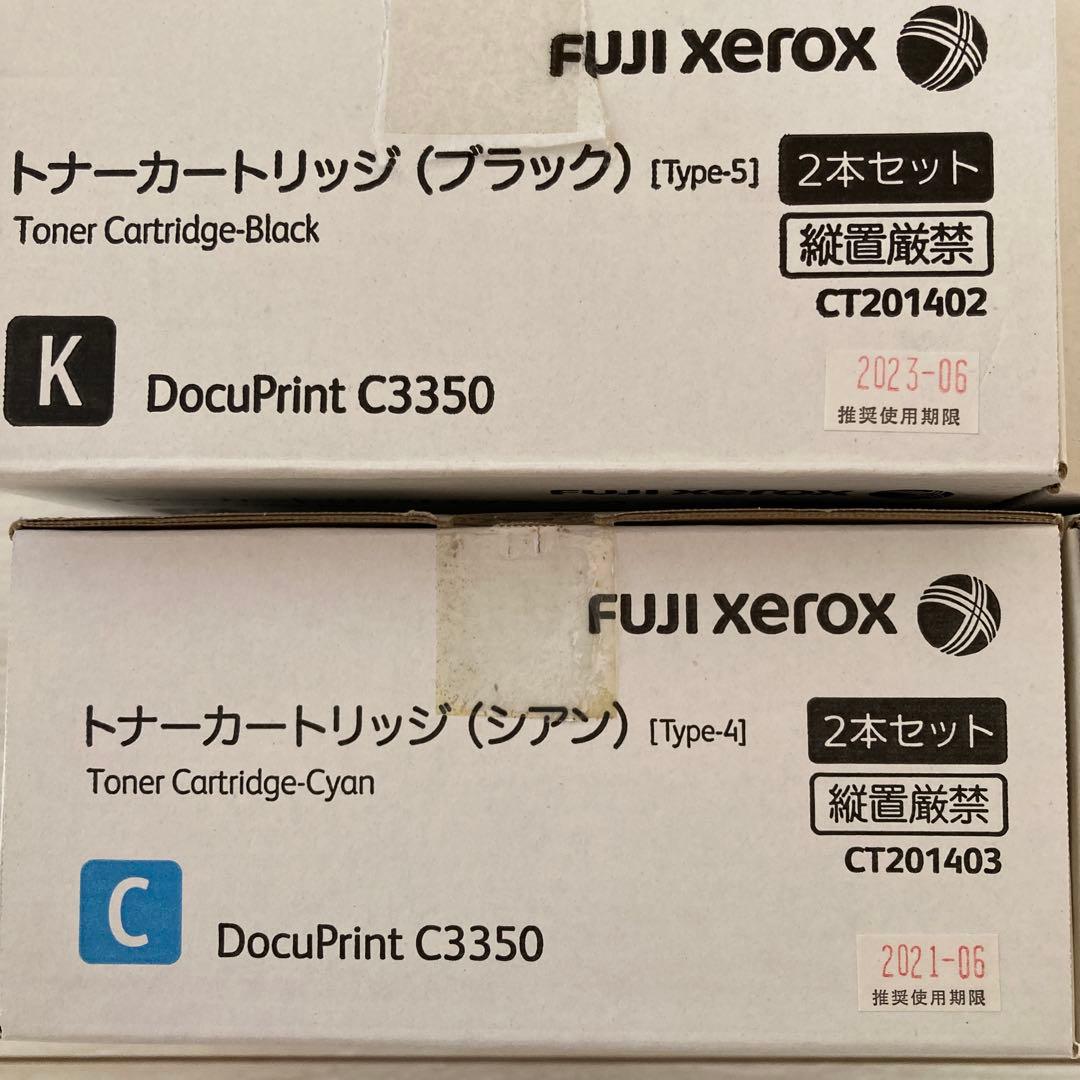 FUJI xerox
トナーカートリッジ（ブラック）[Type-5] 2本セット
Toner Cartridge-Black
縦置厳禁
CT201402
K DocuPrint C3350
2023-06
推奨使用期限
FUJI xerox
FUJI xerox
トナーカートリッジ（シアン）[Type-4] 2本セット
Toner Cartridge-Cyan
縦置厳禁
CT201403
C DocuPrint C3350
2021-06
推奨使用期限